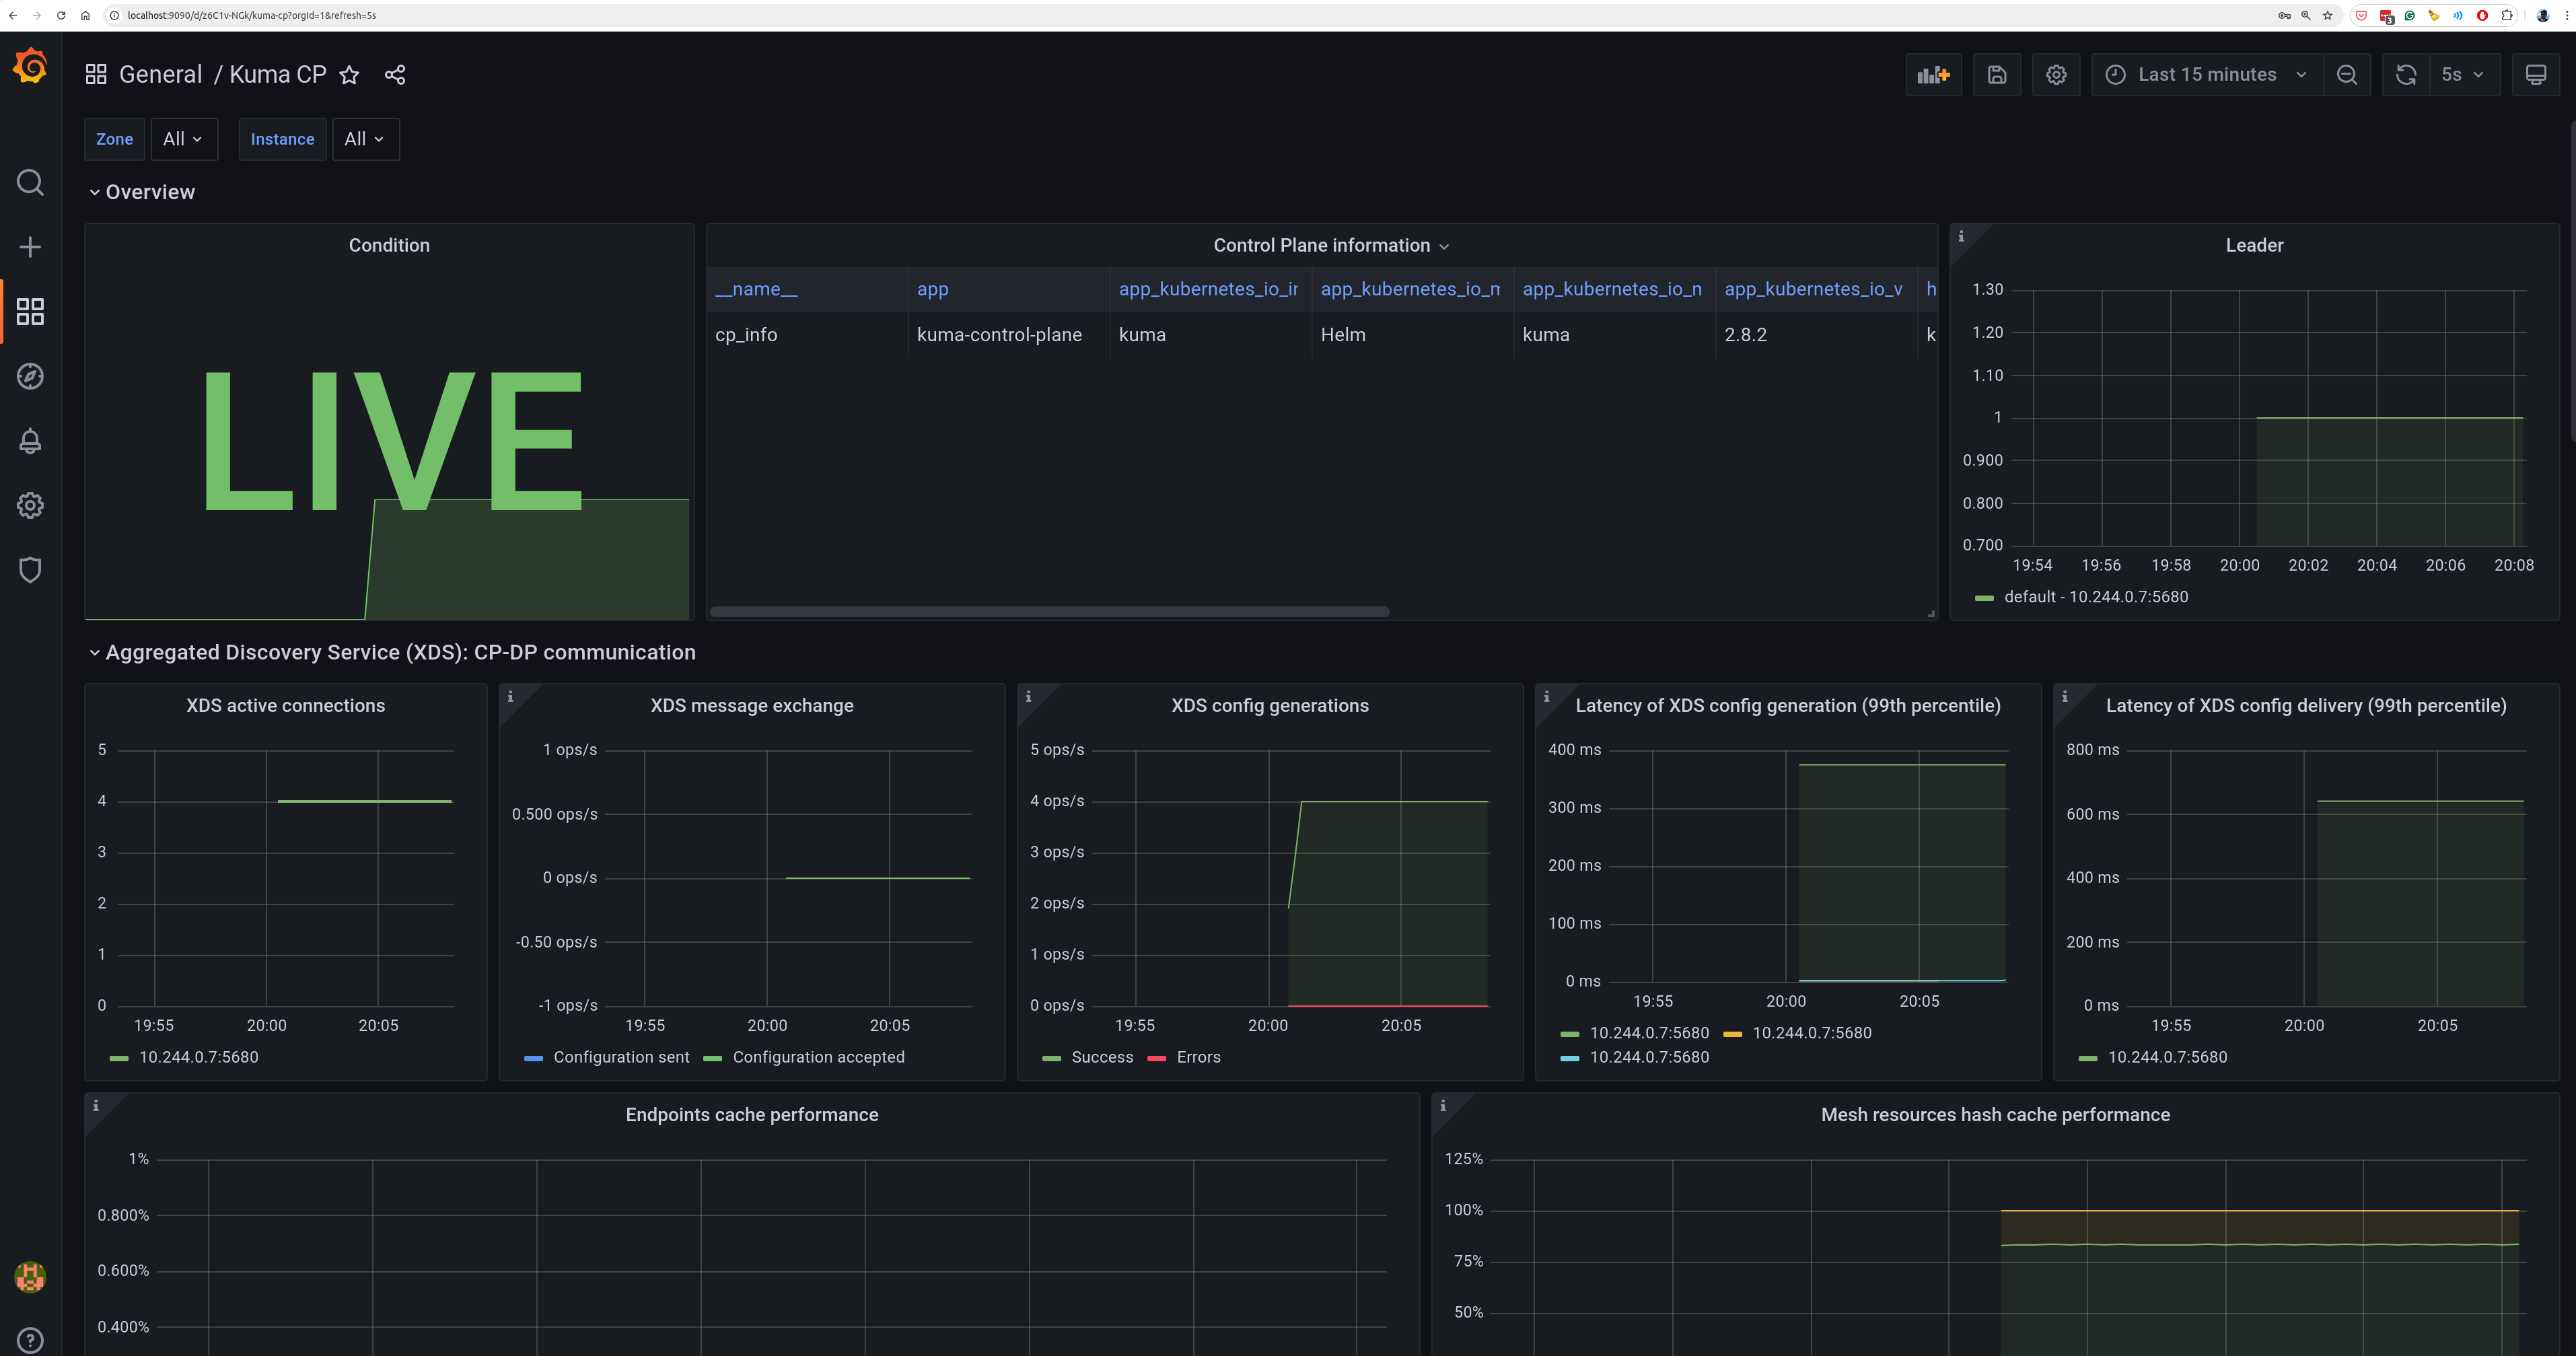 localhost:9090/d/z6C1v-NGk/kuma-cp?orgId=1&refresh=5s
3
General / Kuma CP
Last 15 minutes
5s
Zone All Instance All
Overview
Condition
LIVE
Control Plane information
__name__ app app_kubernetes_io_ir app_kubernetes_io_m app_kubernetes_io_n app_kubernetes_io_v h
cp_info kuma-control-plane kuma Helm kuma 2.8.2 k
Leader
1.30
1.20
1.10
1
0.900
0.800
0.700
19:54 19:56 19:58 20:00 20:02 20:04 20:06 20:08
default - 10.244.0.7:5680
Aggregated Discovery Service (XDS): CP-DP communication
XDS active connections
5
4
3
2
1
0
19:55 20:00 20:05
10.244.0.7:5680
XDS message exchange
1 ops/s
0.500 ops/s
0 ops/s
-0.50 ops/s
-1 ops/s
19:55 20:00 20:05
Configuration sent Configuration accepted
XDS config generations
5 ops/s
4 ops/s
3 ops/s
2 ops/s
1 ops/s
0 ops/s
19:55 20:00 20:05
Success Errors
Latency of XDS config generation (99th percentile)
400 ms
300 ms
200 ms
100 ms
0 ms
19:55 20:00 20:05
10.244.0.7:5680 10.244.0.7:5680
10.244.0.7:5680
Latency of XDS config delivery (99th percentile)
800 ms
600 ms
400 ms
200 ms
0 ms
19:55 20:00 20:05
10.244.0.7:5680
Endpoints cache performance
1%
0.800%
0.600%
0.400%
Mesh resources hash cache performance
125%
100%
75%
50%